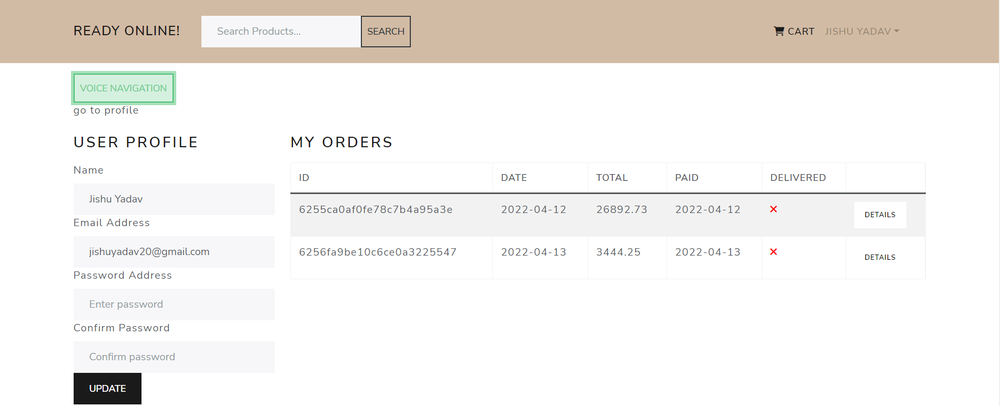 READY ONLINE! Search Products... SEARCH CART JISHU YADAV
VOICE NAVIGATION
go to profile
USER PROFILE
Name
Jishu Yadav
Email Address
jishuyadav20@gmail.com
Password Address
Enter password
Confirm Password
Confirm password
UPDATE
MY ORDERS
ID DATE TOTAL PAID DELIVERED
6255ca0af0fe78c7b4a95a3e 2022-04-12 26892.73 2022-04-12 DETAILS
6256fa9be10c6ce0a3225547 2022-04-13 3444.25 2022-04-13 DETAILS